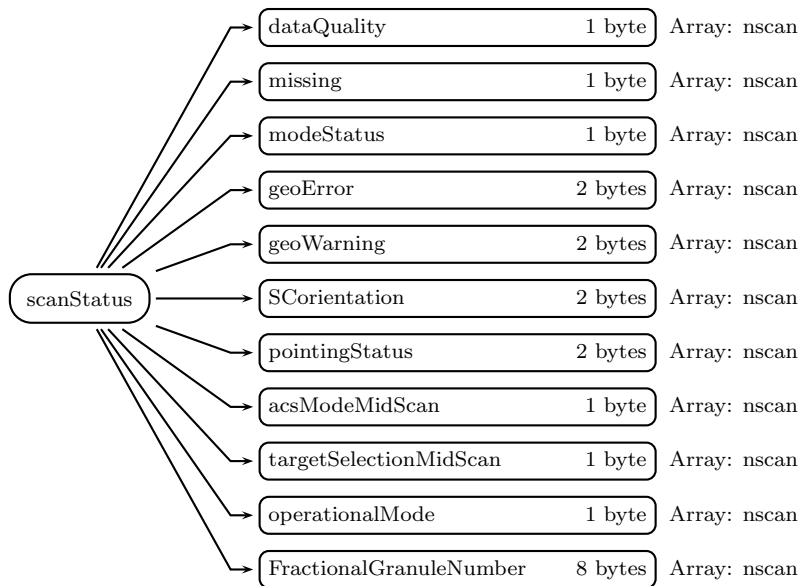 dataQuality 1 byte Array: nscan
missing 1 byte Array: nscan
modeStatus 1 byte Array: nscan
geoError 2 bytes Array: nscan
geoWarning 2 bytes Array: nscan
scanStatus SCorientation 2 bytes Array: nscan
pointingStatus 2 bytes Array: nscan
acsModeMidScan 1 byte Array: nscan
targetSelectionMidScan 1 byte Array: nscan
operationalMode 1 byte Array: nscan
FractionalGranuleNumber 8 bytes Array: nscan